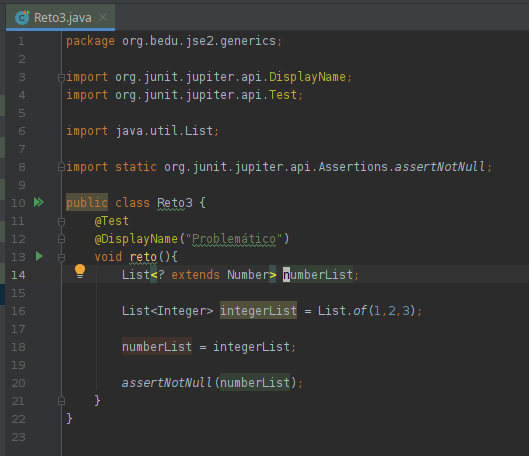 Reto3.java
1 package org.bedu.jse2.generics;
2
3 import org.junit.jupiter.api.DisplayName;
4 import org.junit.jupiter.api.Test;
5
6 import java.util.List;
7
8 import static org.junit.jupiter.api.Assertions.assertNotNull;
9
10 public class Reto3 {
11 @Test
12 @DisplayName("Problemático")
13 void reto(){
14 List<? extends Number> numberList;
15
16 List<Integer> integerList = List.of(1,2,3);
17
18 numberList = integerList;
19
20 assertNotNull(numberList);
21 }
22 }
23